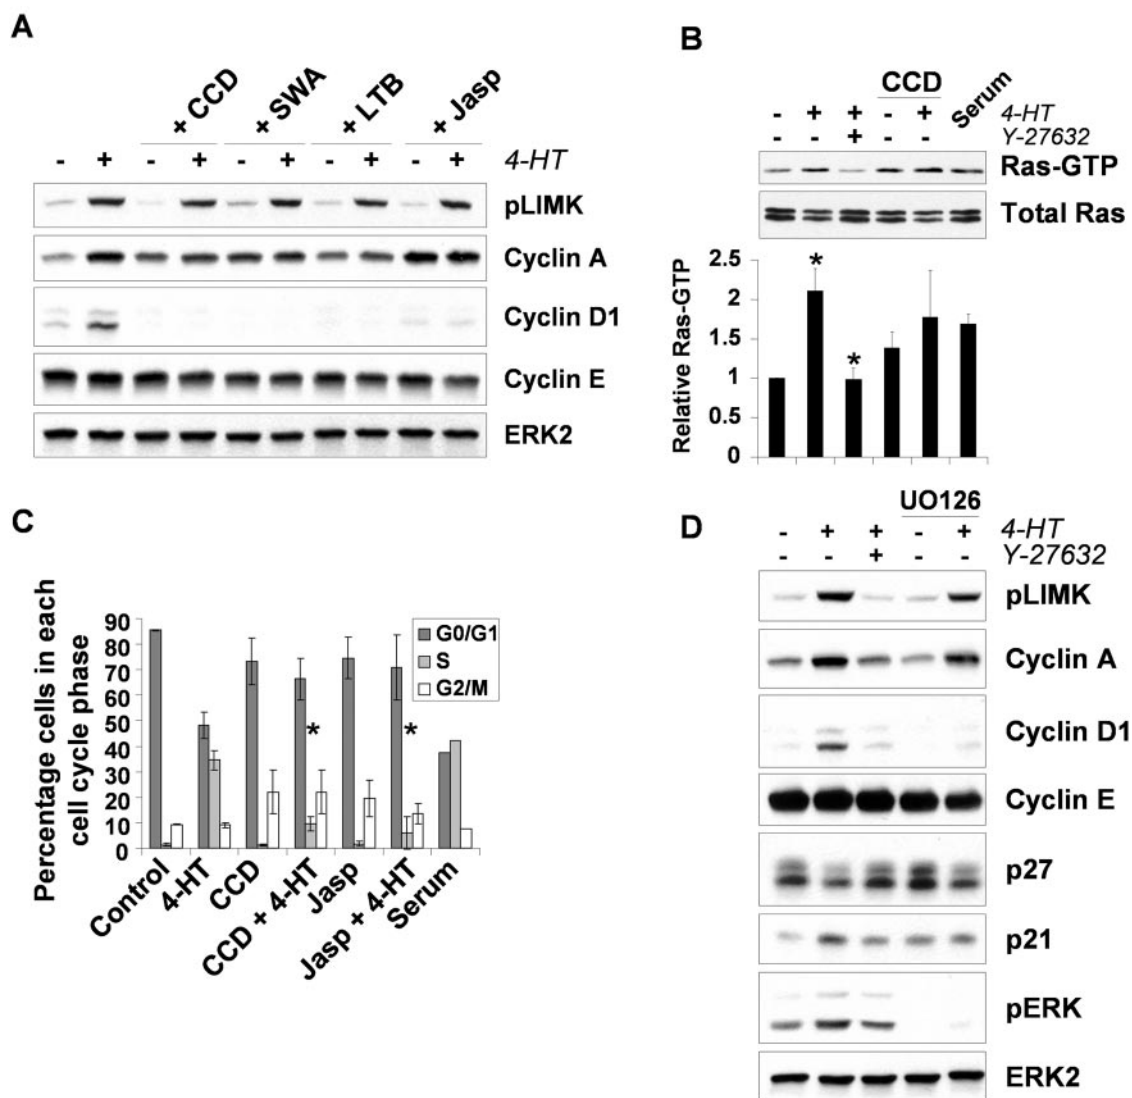 A
+ CCD
+ SWA
+ LTB
+ Jasp
- + - + - + - + - + 4-HT
pLIMK
Cyclin A
Cyclin D1
Cyclin E
ERK2
B
CCD
Serum
- + + - + 4-HT
- - + - - Y-27632
Ras-GTP
Total Ras
Relative Ras-GTP
2.5
2
1.5
1
0.5
0
* *
C
Percentage cells in each
cell cycle phase
90
80
70
60
50
40
30
20
10
0
G0/G1
S
G2/M
* *
Control
4-HT
CCD
CCD + 4-HT
Jasp
Jasp + 4-HT
Serum
D
UO126
- + + - + 4-HT
- - + - - Y-27632
pLIMK
Cyclin A
Cyclin D1
Cyclin E
p27
p21
pERK
ERK2